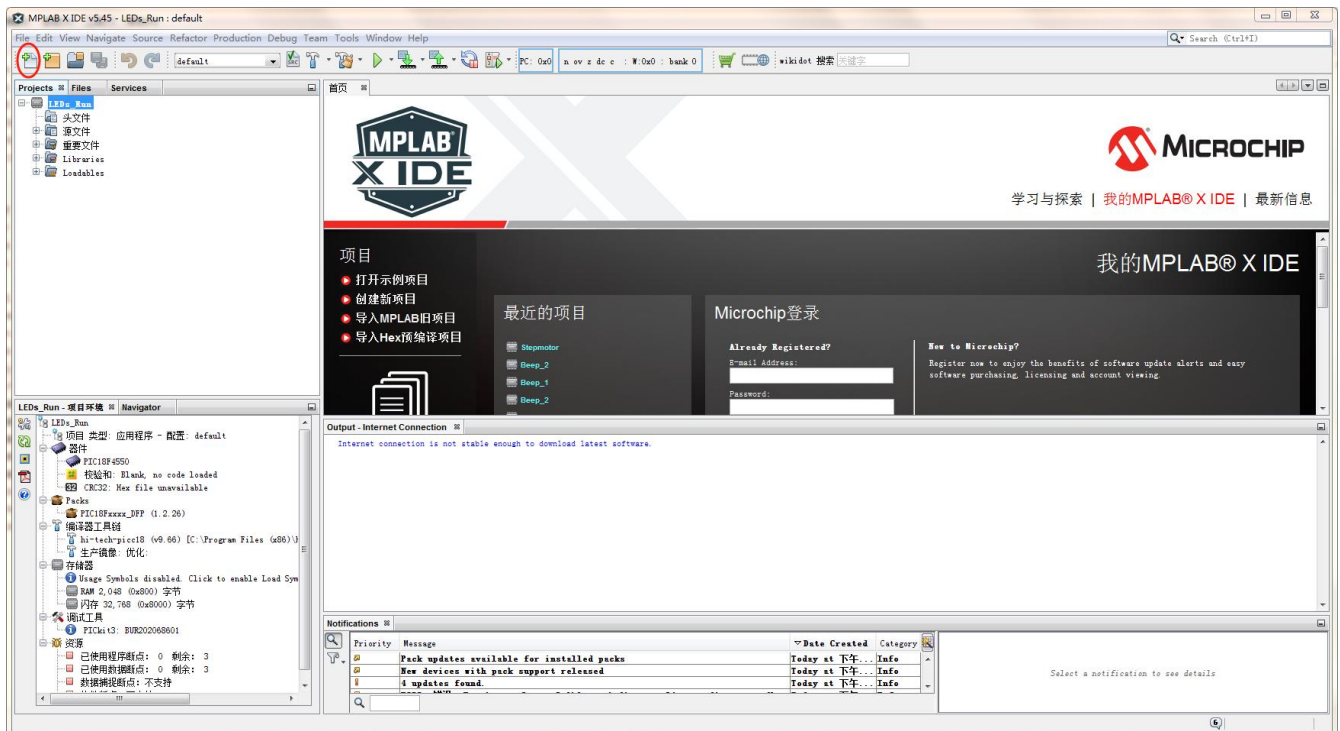 MPLAB X IDE v5.45 - LEDs_Run : default
File Edit View Navigate Source Refactor Production Debug Team Tools Window Help
Search (Ctrl+I)
default
PC: 0x0
n ov z dc c : W:0x0 : bank 0
wikidot 搜索 关键字
Projects Files Services
LEDs_Run
头文件
源文件
重要文件
Libraries
Loadables
首页
MPLAB
X IDE
MICROCHIP
学习与探索 | 我的MPLAB® X IDE | 最新信息
项目
打开示例项目
创建新项目
导入MPLAB旧项目
导入Hex预编译项目
我的MPLAB® X IDE
最近的项目
Stepmotor
Beep_2
Beep_1
Beep_2
Microchip登录
Already Registered?
E-mail Address:
Password:
New to Microchip?
Register now to enjoy the benefits of software update alerts and easy
software purchasing, licensing and account viewing.
LEDs_Run - 项目环境 Navigator
LEDs_Run
项目 类型: 应用程序 - 配置: default
器件
PIC18F4550
校验和: Blank, no code loaded
CRC32: Hex file unavailable
Packs
PIC18Fxxxx_DFP (1.2.26)
编译器工具链
hi-tech-picc18 (v9.66) [C:\Program Files (x86)\
生产镜像: 优化:
存储器
Usage Symbols disabled. Click to enable Load Sym
RAM 2,048 (0x800) 字节
闪存 32,768 (0x8000) 字节
调试工具
PICkit3: BUR202068601
资源
已使用程序断点: 0 剩余: 3
已使用数据断点: 0 剩余: 3
数据捕捉断点: 不支持
Output - Internet Connection
Internet connection is not stable enough to download latest software.
Notifications
Priority Message Date Created Category
Pack updates available for installed packs Today at 下午... Info
New devices with pack support released Today at 下午... Info
4 updates found. Today at 下午... Info
Select a notification to see details
6